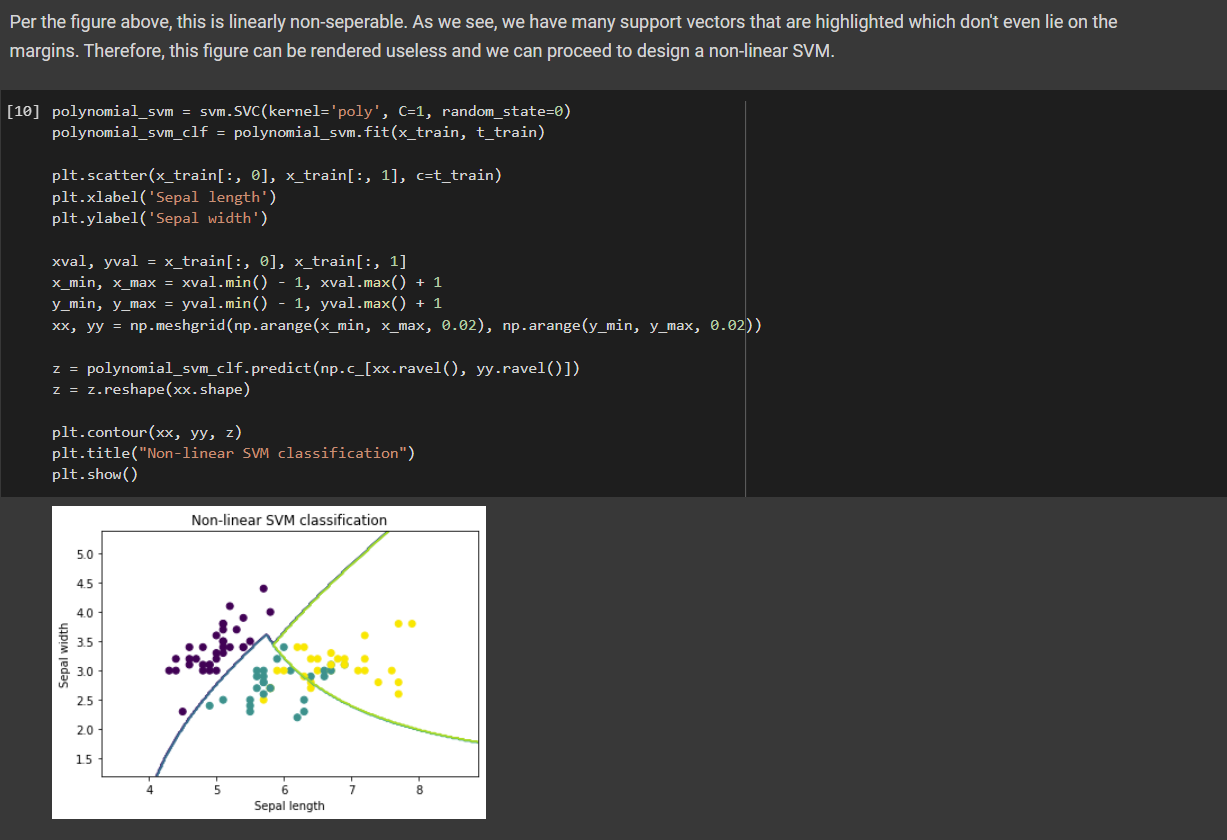 Per the figure above, this is linearly non-seperable. As we see, we have many support vectors that are highlighted which don't even lie on the
margins. Therefore, this figure can be rendered useless and we can proceed to design a non-linear SVM.
[10] polynomial_svm = svm.SVC(kernel='poly', C=1, random_state=0)
polynomial_svm_clf = polynomial_svm.fit(x_train, t_train)
plt.scatter(x_train[:, 0], x_train[:, 1], c=t_train)
plt.xlabel('Sepal length')
plt.ylabel('Sepal width')
xval, yval = x_train[:, 0], x_train[:, 1]
x_min, x_max = xval.min() - 1, xval.max() + 1
y_min, y_max = yval.min() - 1, yval.max() + 1
xx, yy = np.meshgrid(np.arange(x_min, x_max, 0.02), np.arange(y_min, y_max, 0.02))
z = polynomial_svm_clf.predict(np.c_[xx.ravel(), yy.ravel()])
z = z.reshape(xx.shape)
plt.contour(xx, yy, z)
plt.title("Non-linear SVM classification")
plt.show()
Non-linear SVM classification
5.0
4.5
4.0
3.5
3.0
2.5
2.0
1.5
Sepal width
4 5 6 7 8
Sepal length